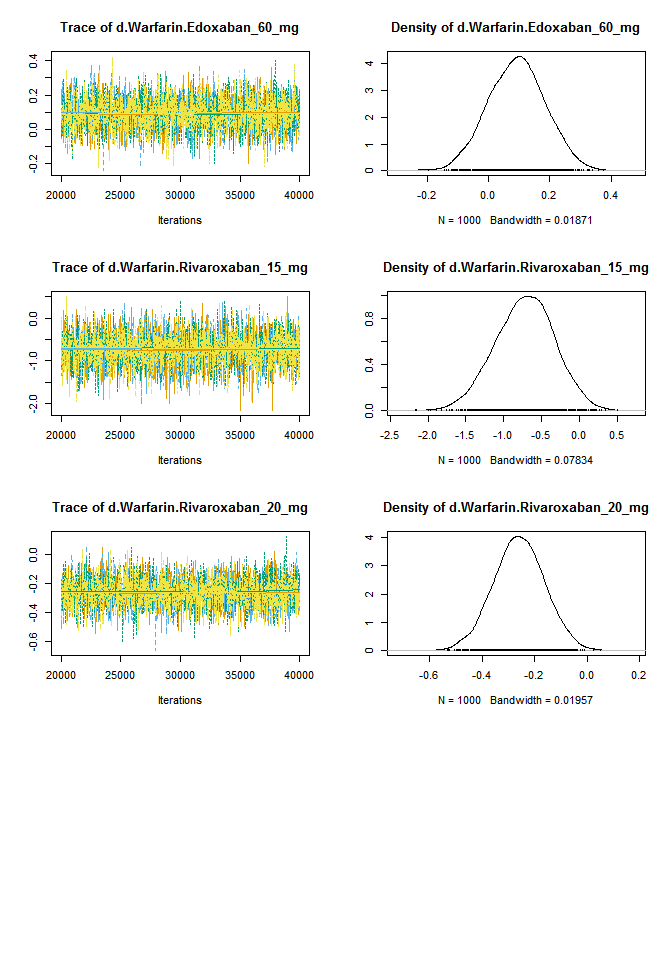 Trace of d.Warfarin.Edoxaban_60_mg
Density of d.Warfarin.Edoxaban_60_mg
-0.2 0.0 0.2 0.4
0 1 2 3 4
20000 25000 30000 35000 40000
-0.2 0.0 0.2 0.4
Iterations
N = 1000 Bandwidth = 0.01871
Trace of d.Warfarin.Rivaroxaban_15_mg
Density of d.Warfarin.Rivaroxaban_15_mg
-2.0 -1.0 0.0
0.0 0.4 0.8
20000 25000 30000 35000 40000
-2.5 -2.0 -1.5 -1.0 -0.5 0.0 0.5
Iterations
N = 1000 Bandwidth = 0.07834
Trace of d.Warfarin.Rivaroxaban_20_mg
Density of d.Warfarin.Rivaroxaban_20_mg
-0.6 -0.4 -0.2 0.0
0 1 2 3 4
20000 25000 30000 35000 40000
-0.6 -0.4 -0.2 0.0 0.2
Iterations
N = 1000 Bandwidth = 0.01957